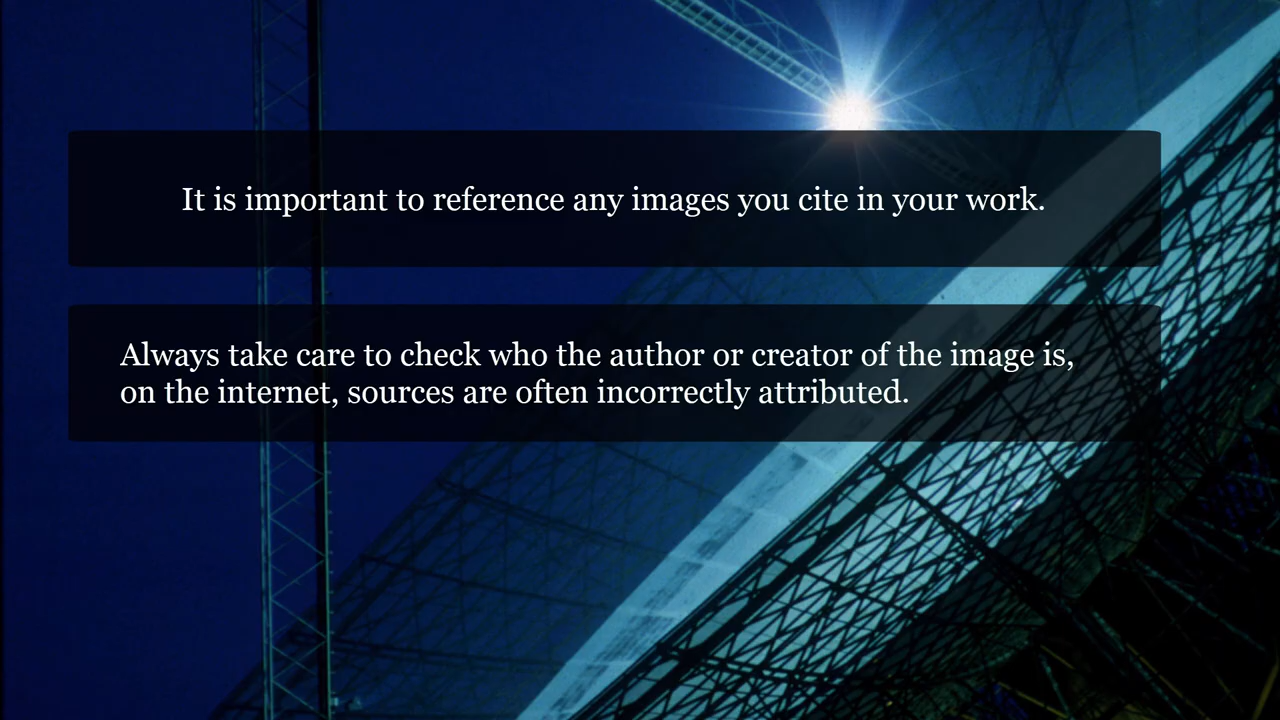 It is important to reference any images you cite in your work.
Always take care to check who the author or creator of the image is,
on the internet, sources are often incorrectly attributed.